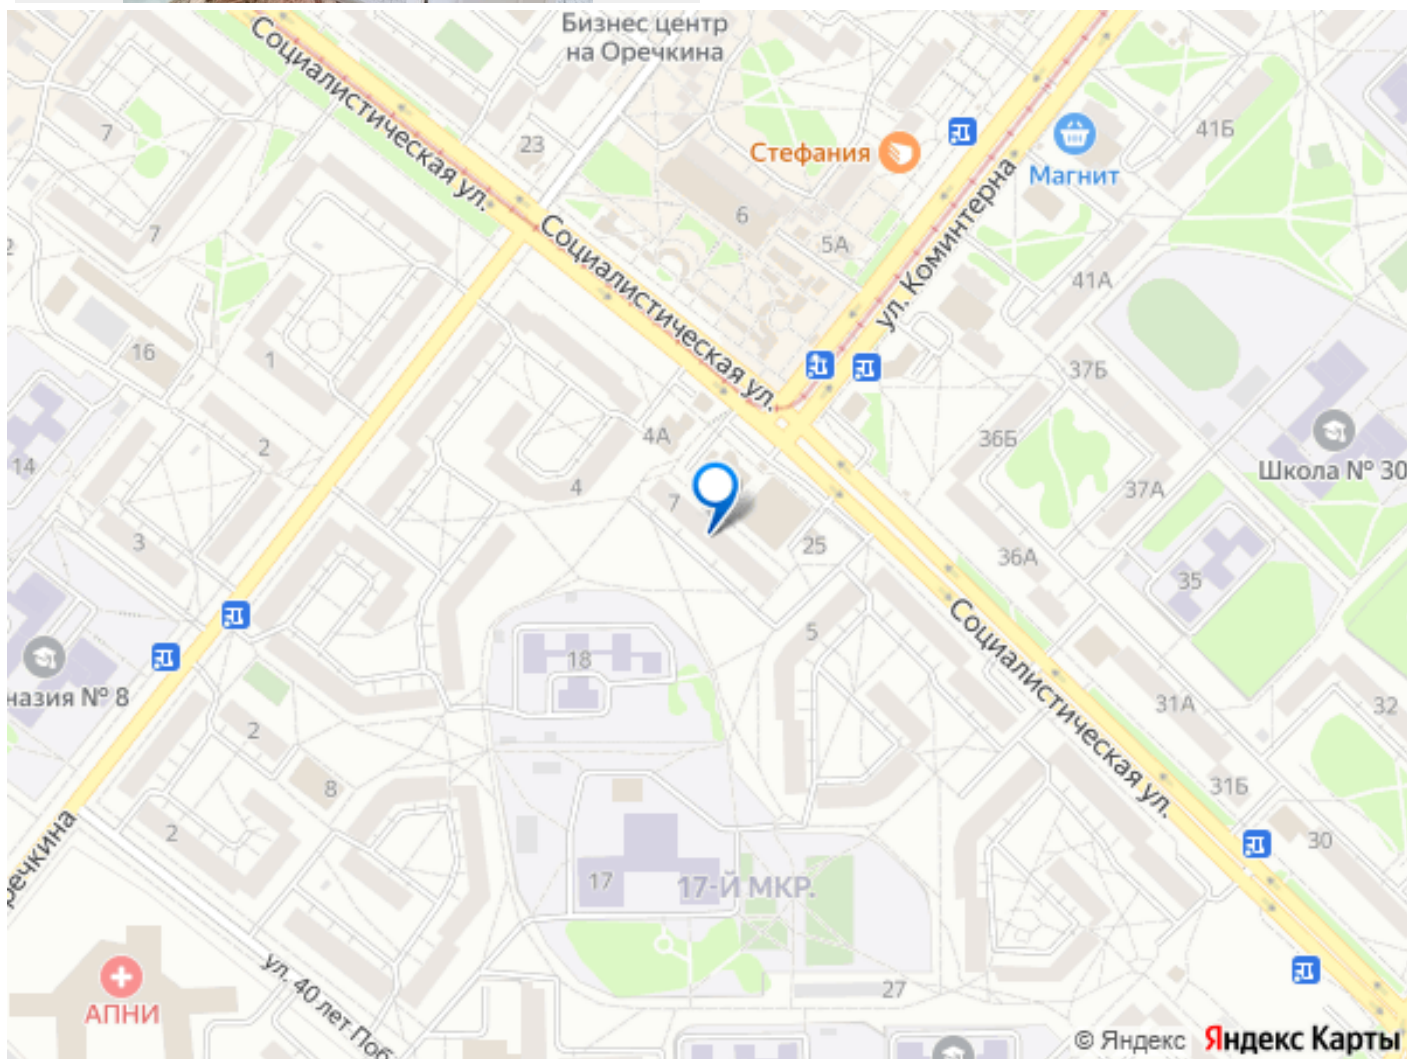 Бизнес центр
на Оречкина
Социалистическая ул.
7
23
41Б
Стефания
Магнит
7
6
5А
ул. Коминтерна
Социалистическая ул.
41А
16
1
37Б
4А
36Б
2
14
4
7
Школа № 30
37А
3
25
36А
35
5
18
Социалистическая ул.
назия № 8
2
31А
32
8
31Б
2
30
речкина
17
17-Й МКР.
ул. 40 лет Поб
АПНИ
27
© Яндекс Яндекс Карты